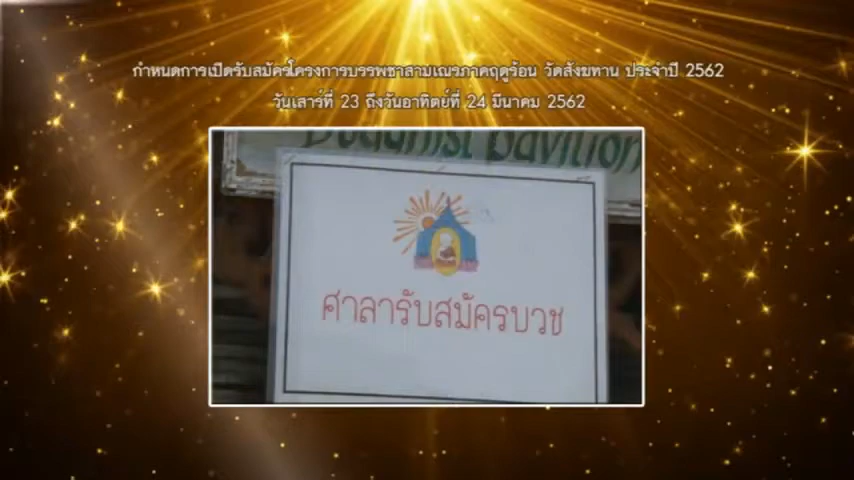 กำหนดการเปิดรับสมัครโครงการบรรพชาสามเณรภาคฤดูร้อน วัดสังฆทาน ประจำปี 2562
วันเสาร์ที่ 23 ถึงวันอาทิตย์ที่ 24 มีนาคม 2562
Buddhist pavilion
ศาลารับสมัครบวช